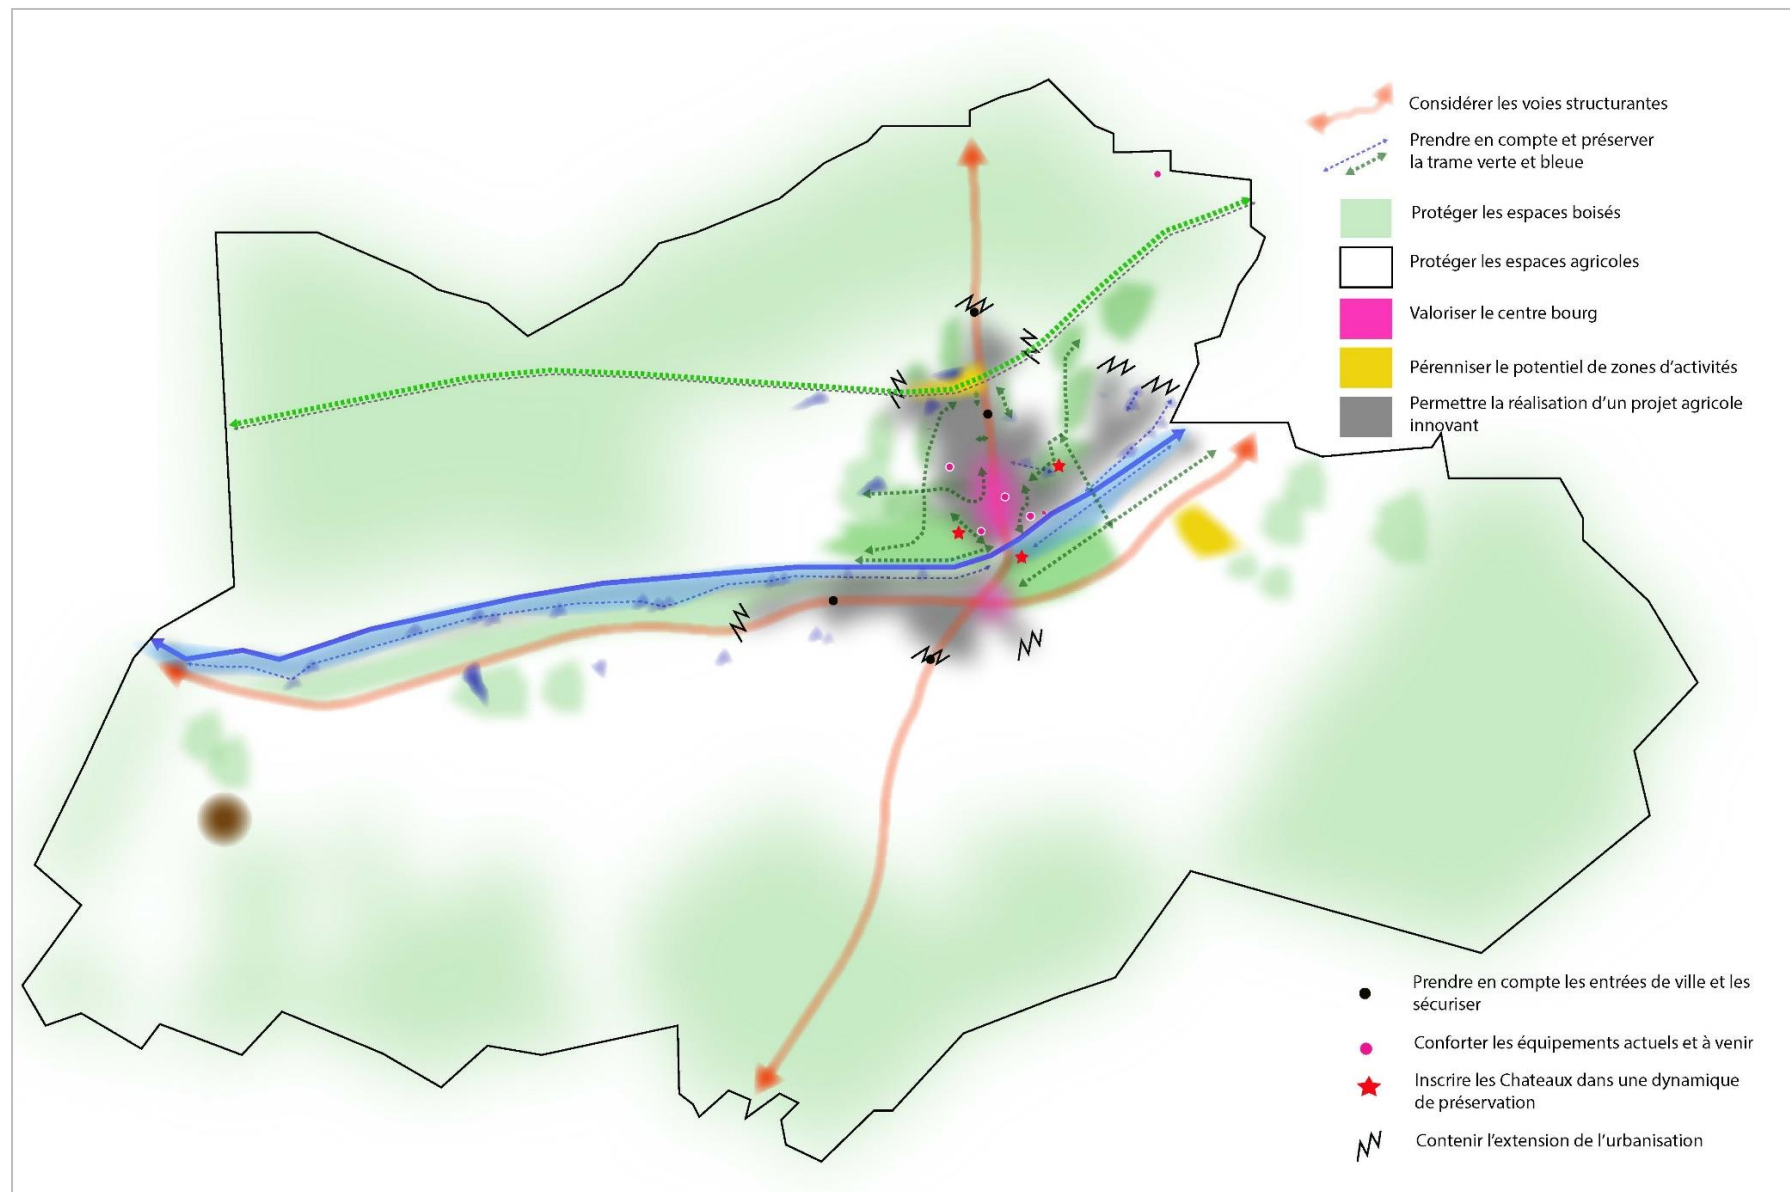 Considérer les voies structurantes
Prendre en compte et préserver
la trame verte et bleue
Protéger les espaces boisés
Protéger les espaces agricoles
Valoriser le centre bourg
Pérenniser le potentiel de zones d'activités
Permettre la réalisation d'un projet agricole
innovant
Prendre en compte les entrées de ville et les
sécuriser
Conforter les équipements actuels et à venir
Inscrire les Chateaux dans une dynamique
de préservation
Contenir l'extension de l'urbanisation